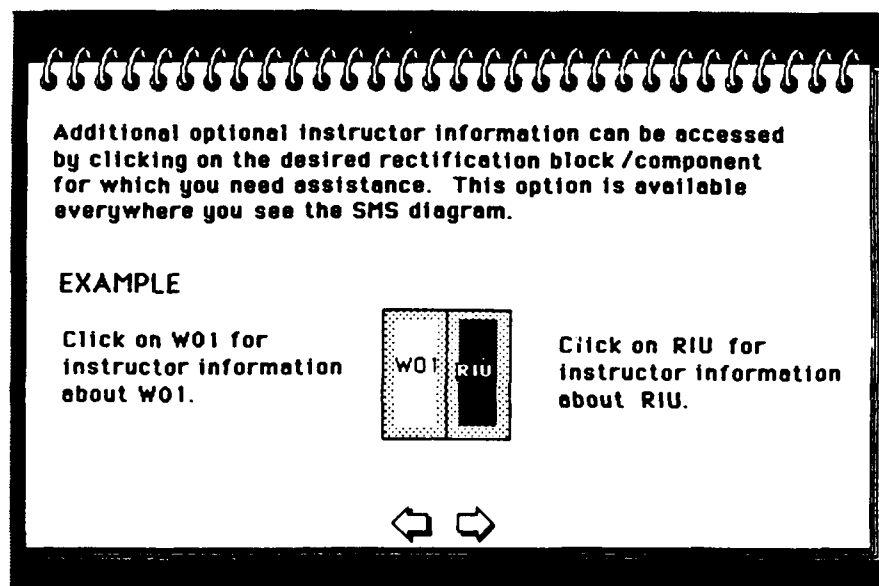 Additional optional instructor information can be accessed
by clicking on the desired rectification block/component
for which you need assistance. This option is available
everywhere you see the SMS diagram.
EXAMPLE
Click on W01 for
instructor information
about W01.
W01
RIU
Click on RIU for
instructor information
about RIU.